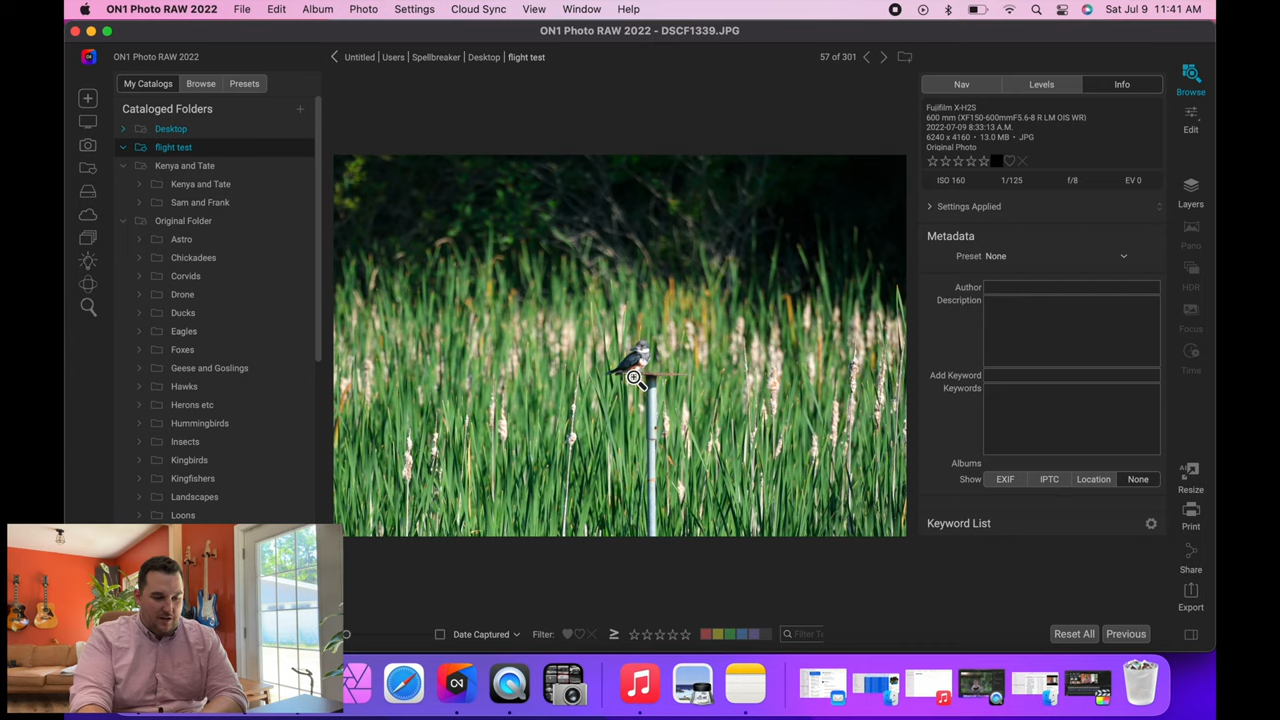 ON1 Photo RAW 2022 File Edit Album Photo Settings Cloud Sync View Window Help Sat Jul 9 11:41 AM
ON1 Photo RAW 2022 - DSCF1339.JPG
ON1 Photo RAW 2022
Untitled | Users | Spellbreaker | Desktop | flight test
57 of 301
My Catalogs Browse Presets
Nav Levels Info
Cataloged Folders
Desktop
flight test
Kenya and Tate
Kenya and Tate
Sam and Frank
Original Folder
Astro
Chickadees
Corvids
Drone
Ducks
Eagles
Foxes
Geese and Goslings
Hawks
Herons etc
Hummingbirds
Insects
Kingbirds
Kingfishers
Landscapes
Loons
Date Captured Filter: ≥ Filter Te
Fujifilm X-H2S
600 mm (XF150-600mmF5.6-8 R LM OIS WR)
2022-07-09 8:33:13 A.M.
6240 x 4160 • 13.0 MB • JPG
Original Photo
ISO 160 1/125 f/8 EV 0
Settings Applied
Metadata
Preset None
Author
Description
Add Keyword
Keywords
Albums
Show EXIF IPTC Location None
Keyword List
Reset All Previous
Browse
Edit
Layers
Pano
HDR
Focus
Time
Resize
Print
Share
Export